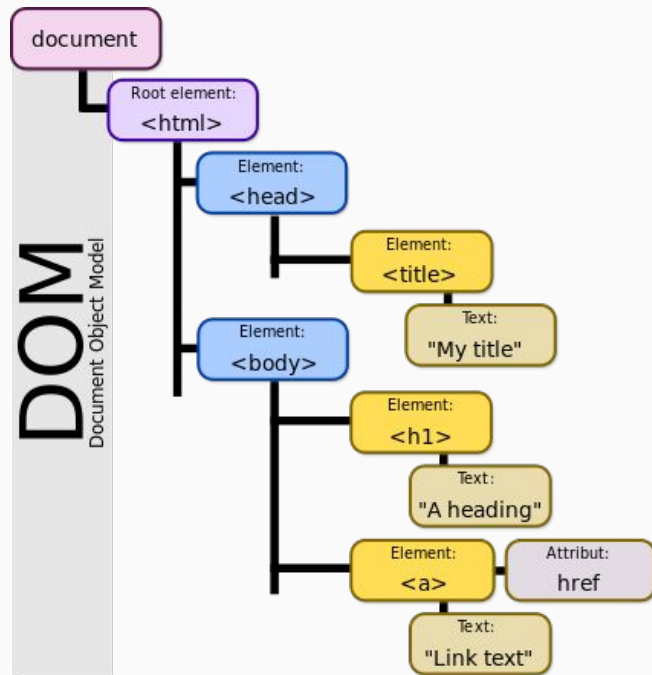 document
Root element:
<html>
Element:
<head>
Element:
<title>
Text:
"My title"
Element:
<body>
Element:
<h1>
Text:
"A heading"
Element:
<a>
Attribut:
href
Text:
"Link text"
DOM
Document Object Model